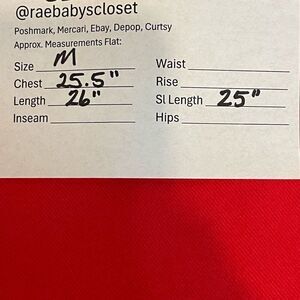 @raebabyscloset
Poshmark, Mercari, Ebay, Depop, Curtsy
Approx. Measurements Flat:
Size M Waist
Chest 25.5" Rise
Length 26" Sl Length 25"
Inseam Hips